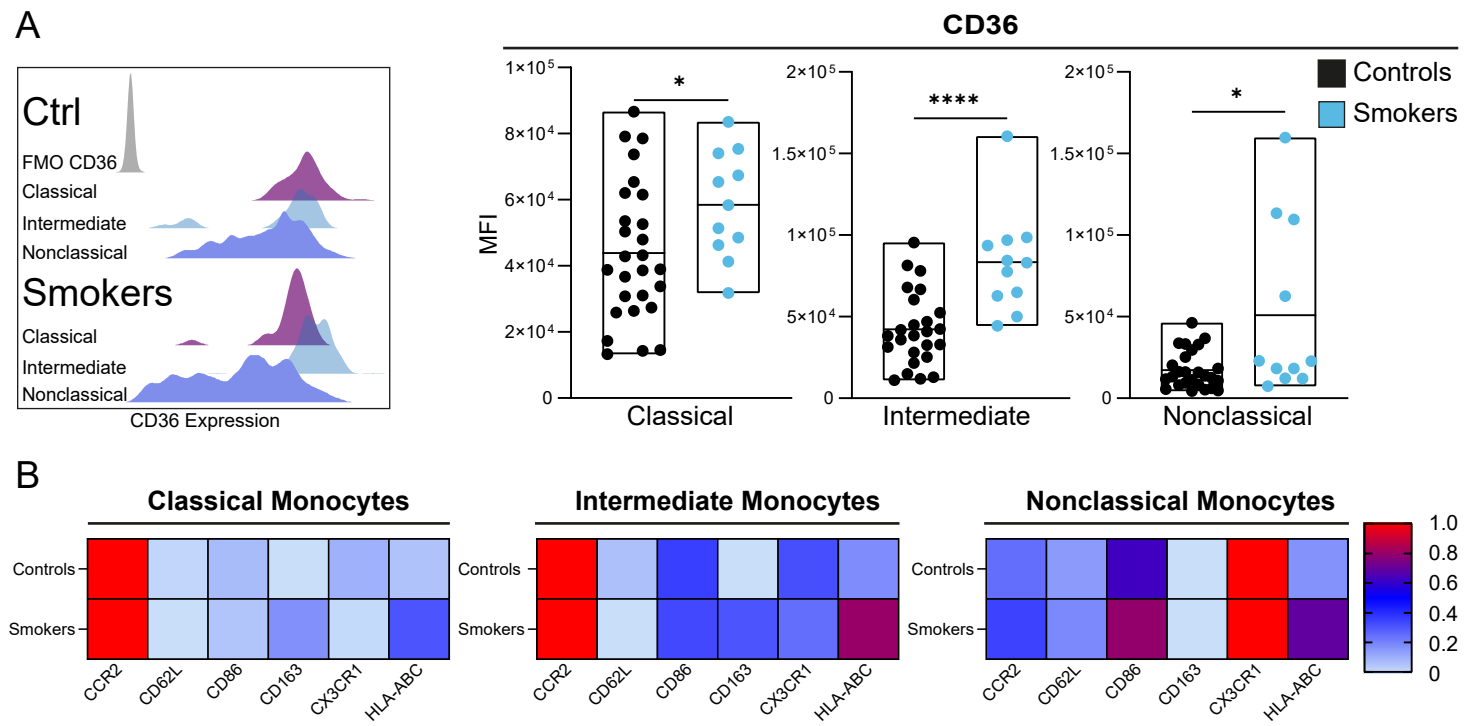 A
CD36
Controls
Smokers
Ctrl
FMO CD36
Classical
Intermediate
Nonclassical
Smokers
Classical
Intermediate
Nonclassical
CD36 Expression
MFI
1×10⁵
8×10⁴
6×10⁴
4×10⁴
2×10⁴
0
*
Classical
2×10⁵
1.5×10⁵
1×10⁵
5×10⁴
0
****
Intermediate
2×10⁵
1.5×10⁵
1×10⁵
5×10⁴
0
*
Nonclassical
B
Classical Monocytes
Controls
Smokers
CCR2
CD62L
CD86
CD163
CX3CR1
HLA-ABC
Intermediate Monocytes
Controls
Smokers
CCR2
CD62L
CD86
CD163
CX3CR1
HLA-ABC
Nonclassical Monocytes
Controls
Smokers
CCR2
CD62L
CD86
CD163
CX3CR1
HLA-ABC
1.0
0.8
0.6
0.4
0.2
0